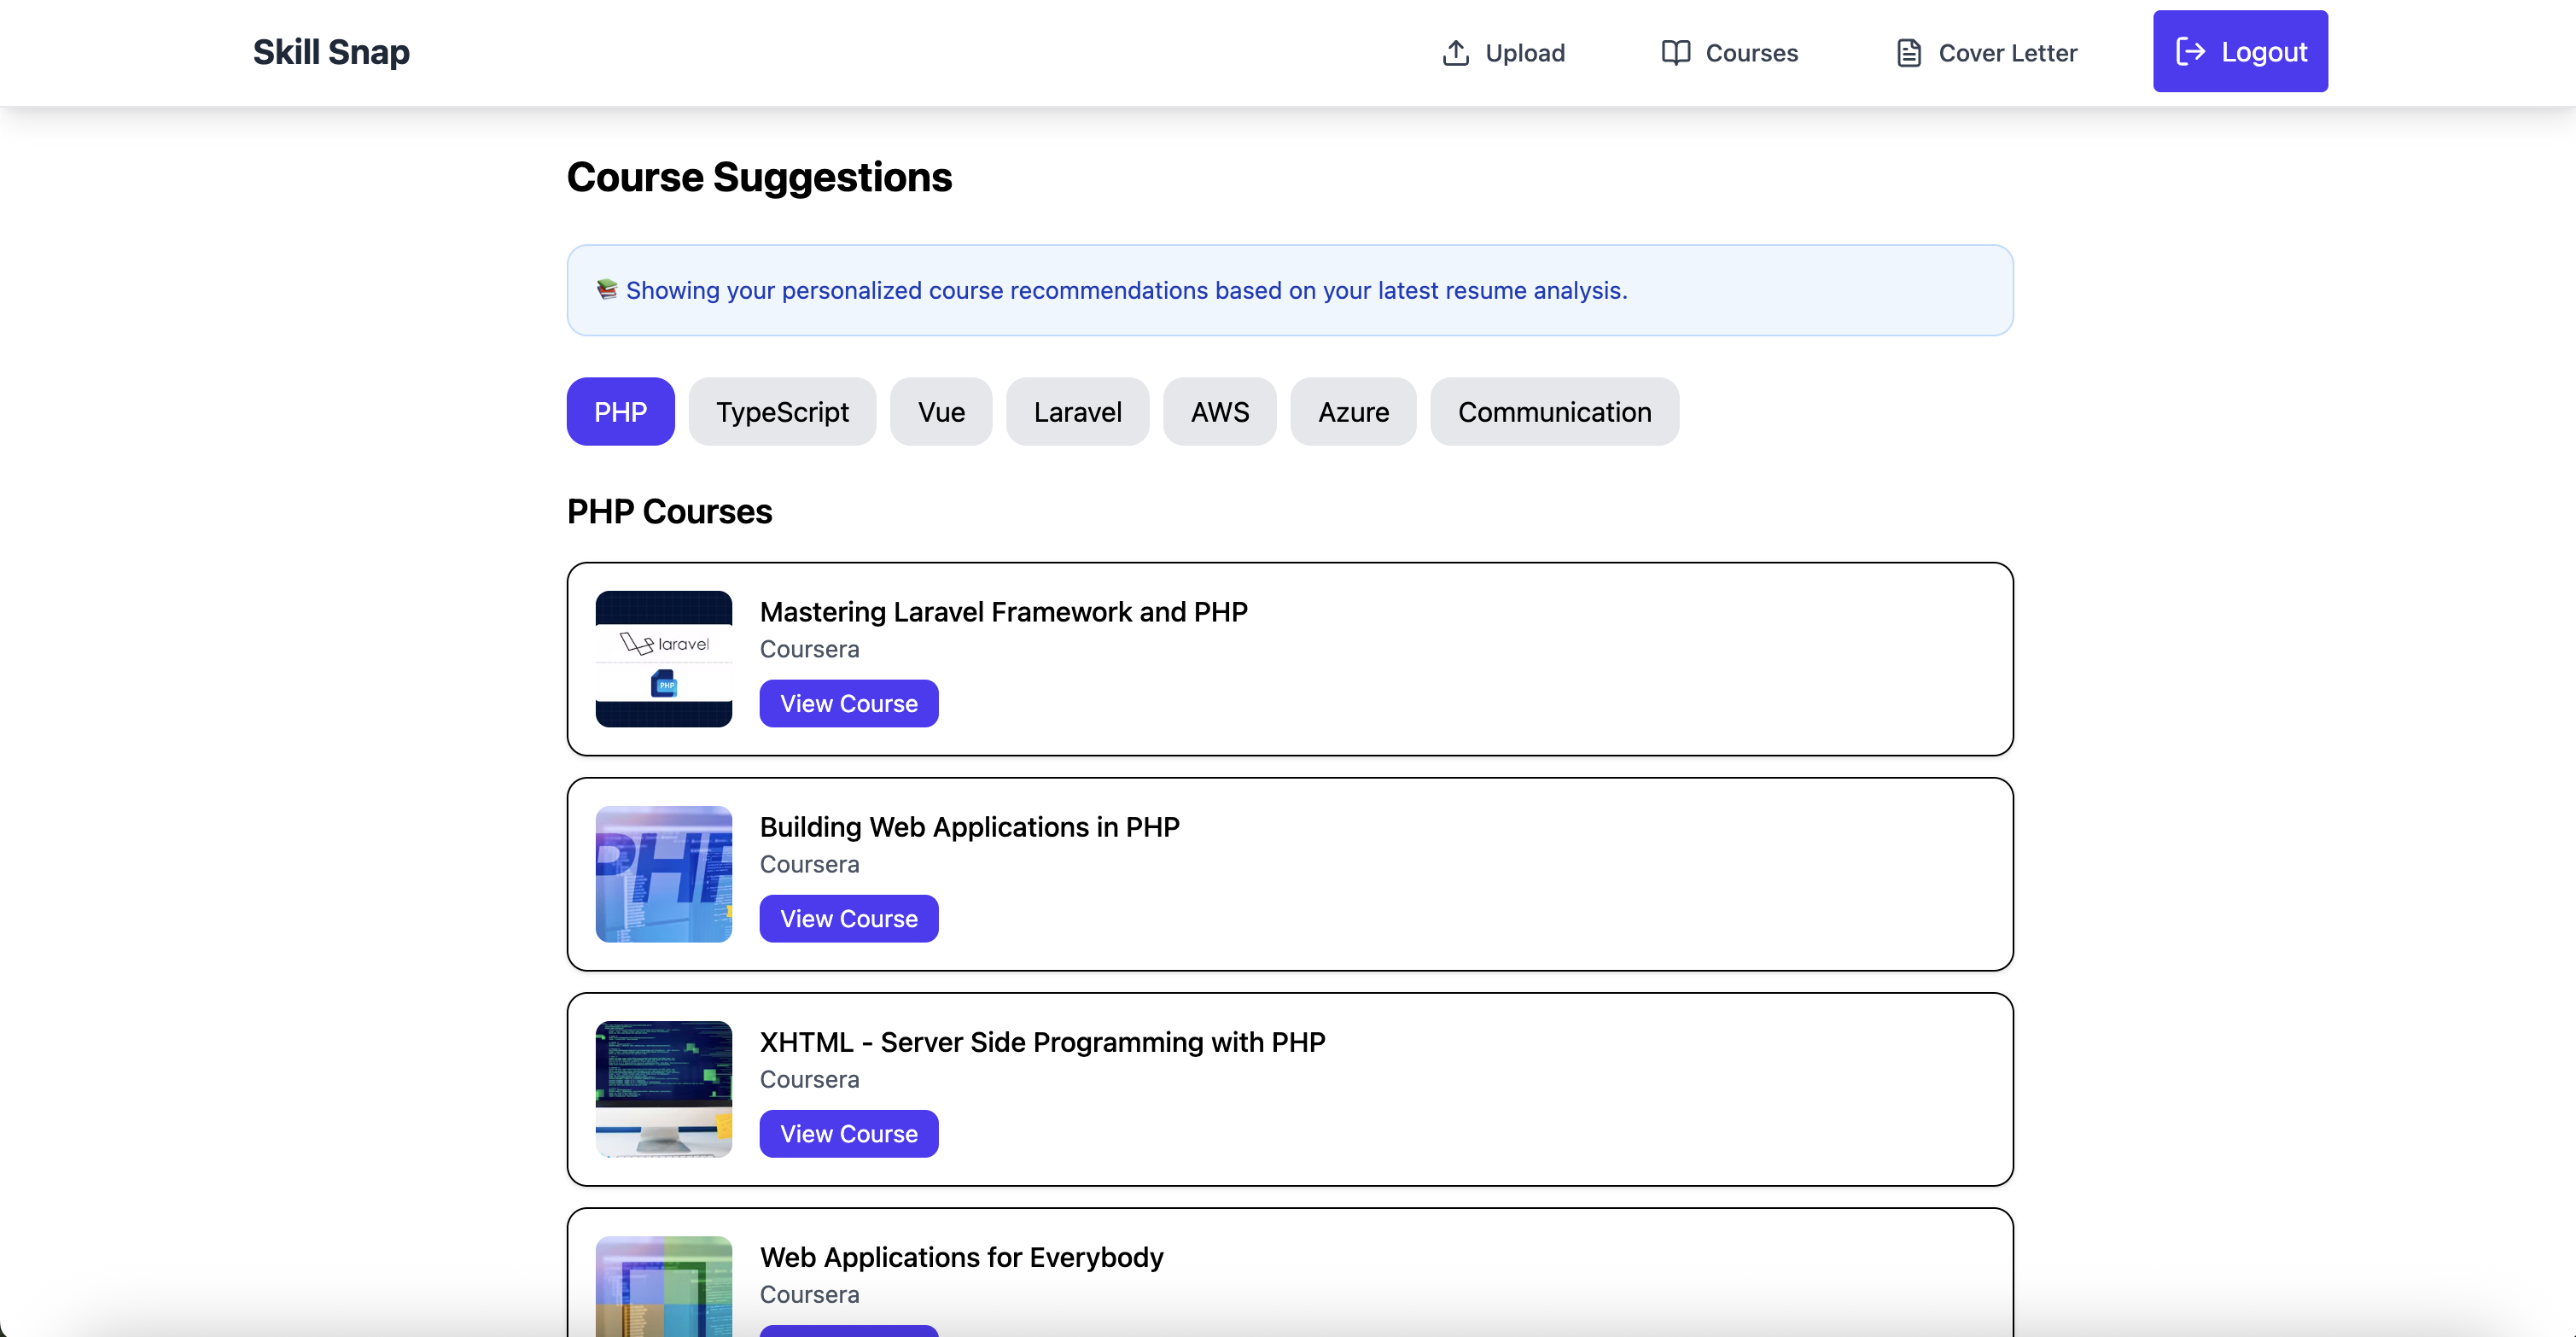 Skill Snap
Upload
Courses
Cover Letter
Logout
Course Suggestions
📚 Showing your personalized course recommendations based on your latest resume analysis.
PHP
TypeScript
Vue
Laravel
AWS
Azure
Communication
PHP Courses
laravel
PHP
Mastering Laravel Framework and PHP
Coursera
View Course
PHP
Building Web Applications in PHP
Coursera
View Course
XHTML - Server Side Programming with PHP
Coursera
View Course
Web Applications for Everybody
Coursera